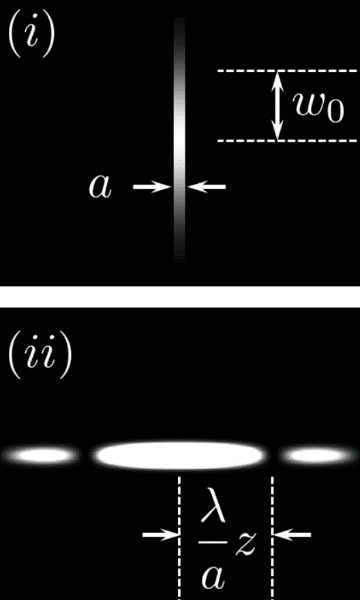 (i)
w₀
a
(ii)
λ/a z